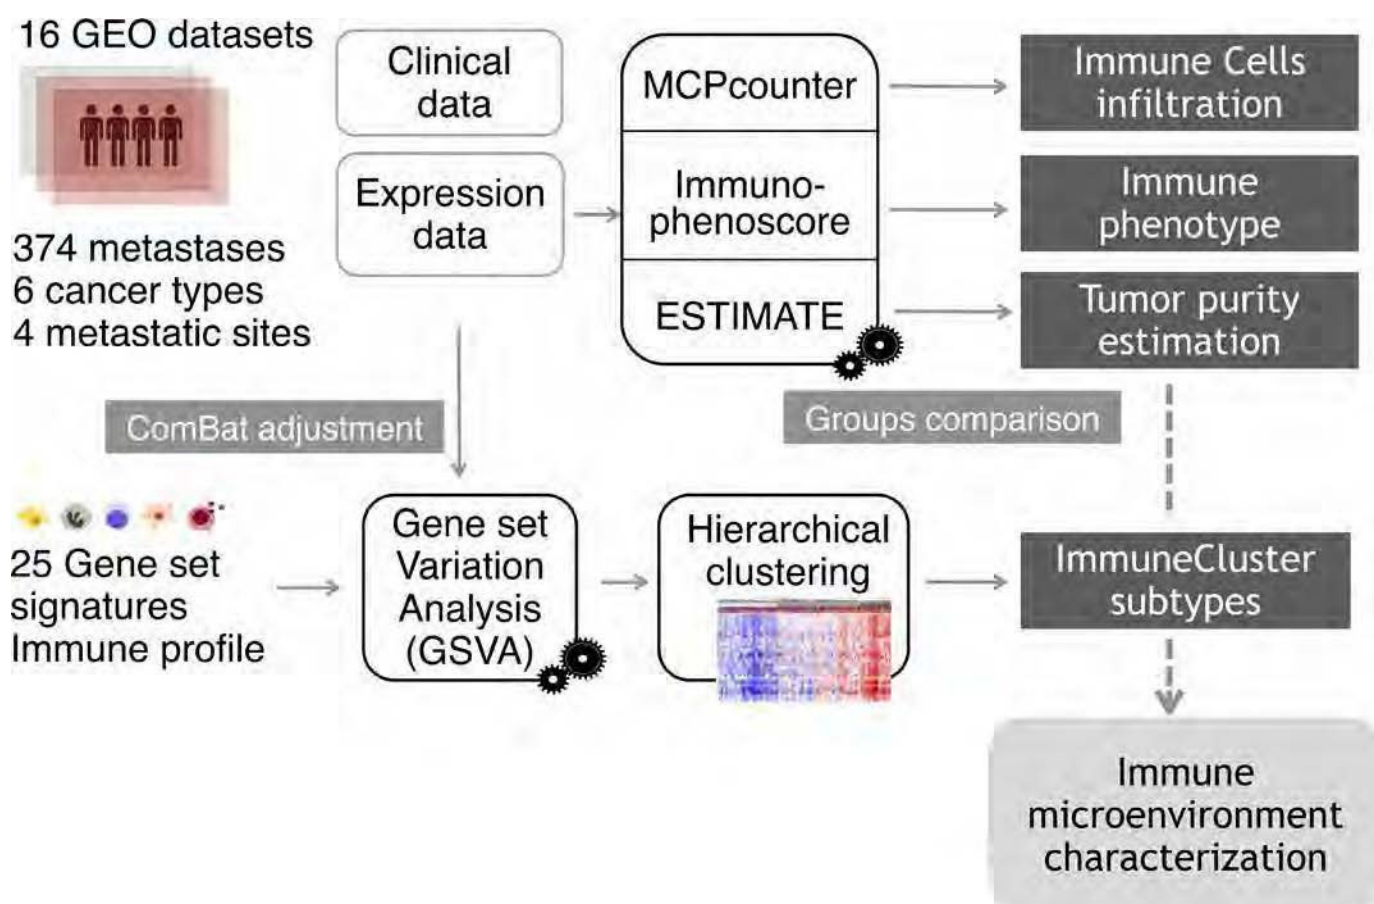 16 GEO datasets
374 metastases
6 cancer types
4 metastatic sites
Clinical
data
Expression
data
MCPcounter
Immuno-
phenoscore
ESTIMATE
Immune Cells
infiltration
Immune
phenotype
Tumor purity
estimation
ComBat adjustment
Groups comparison
25 Gene set
signatures
Immune profile
Gene set
Variation
Analysis
(GSVA)
Hierarchical
clustering
ImmuneCluster
subtypes
Immune
microenvironment
characterization